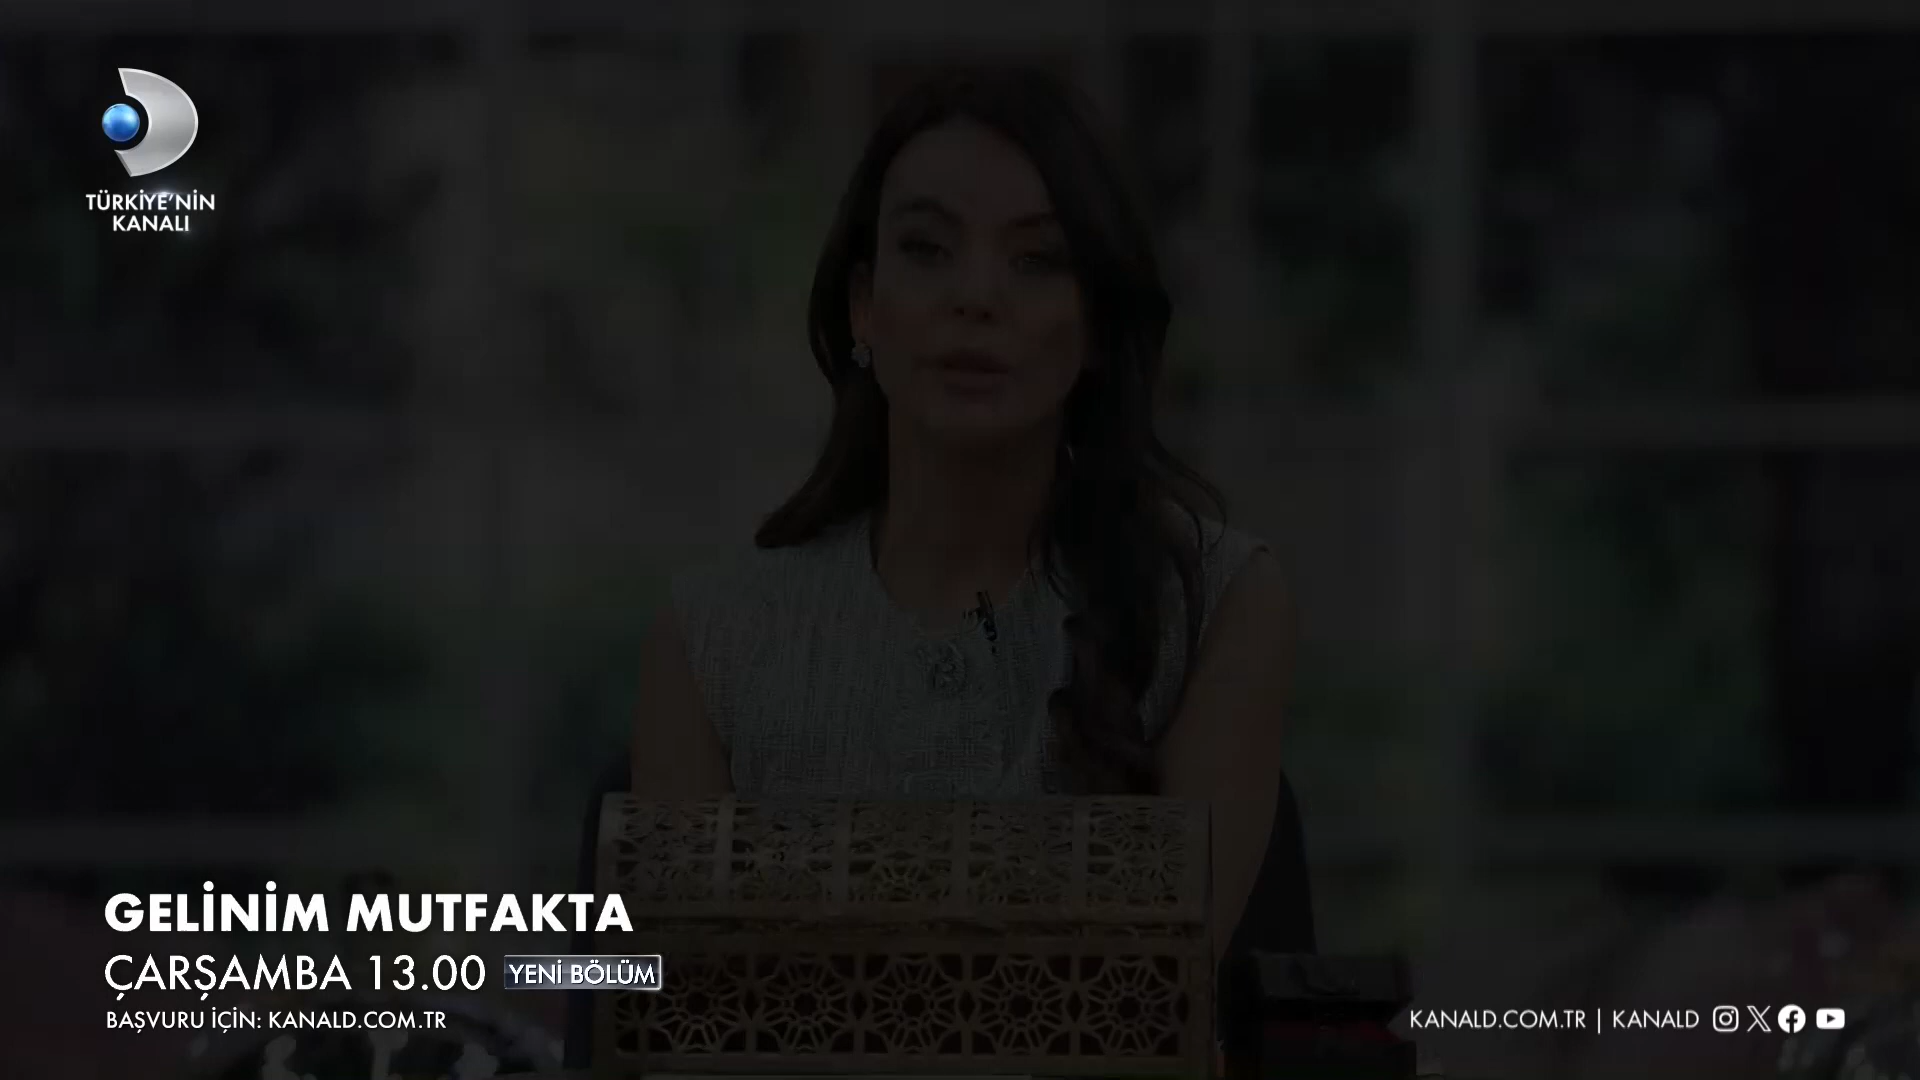 TÜRKİYE'NİN
KANALI
GELİNİM MUTFAKTA
ÇARŞAMBA 13.00 YENİ BÖLÜM
BAŞVURU İÇİN: KANALD.COM.TR
KANALD.COM.TR | KANALD